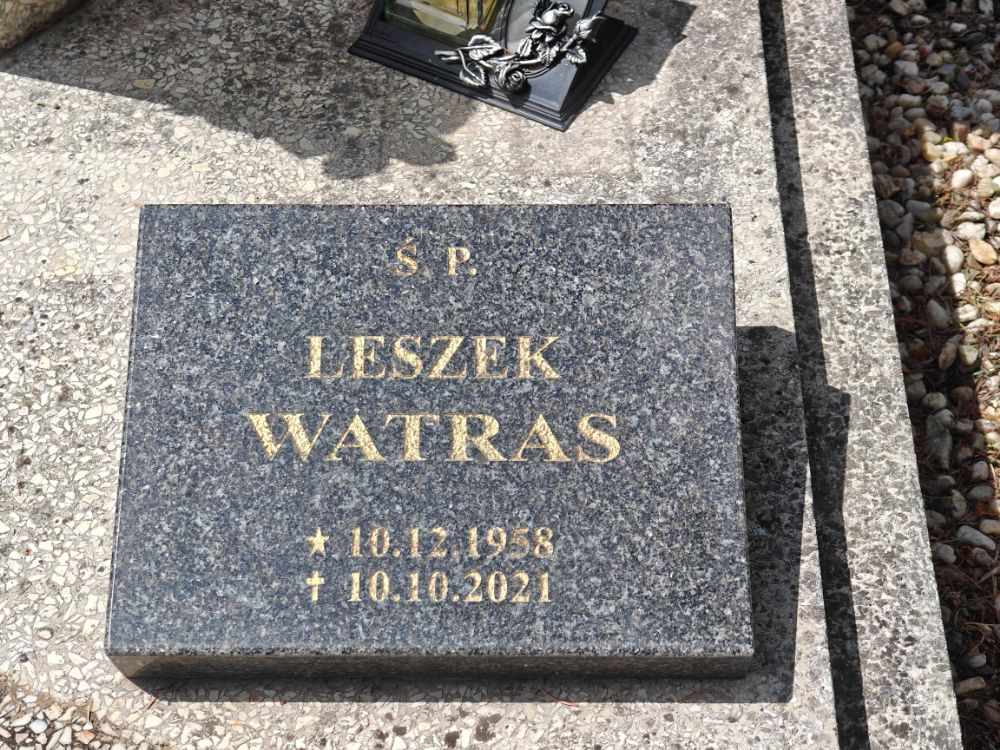 Ś. P.
LESZEK
WATRAS
★ 10.12.1958
✝ 10.10.2021